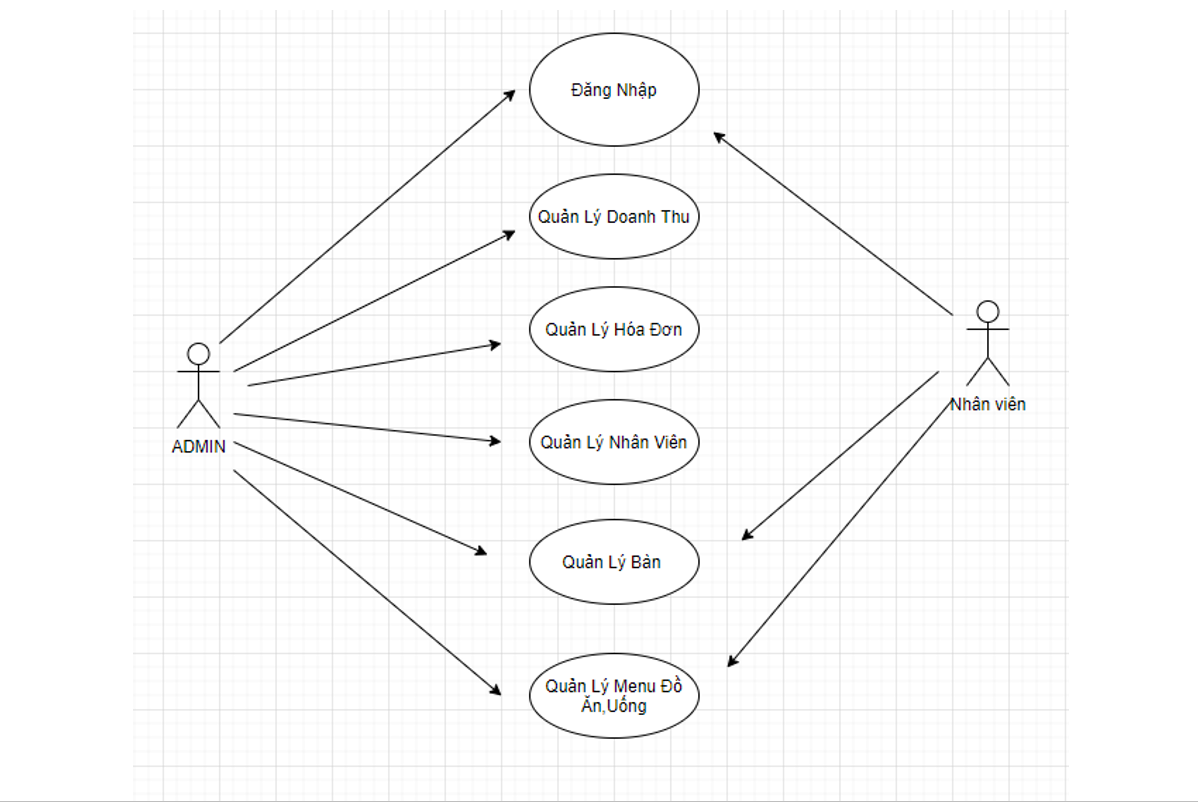 Đăng Nhập
Quản Lý Doanh Thu
Quản Lý Hóa Đơn
Quản Lý Nhân Viên
Quản Lý Bàn
Quản Lý Menu Đồ
Ăn,Uống
ADMIN
Nhân viên